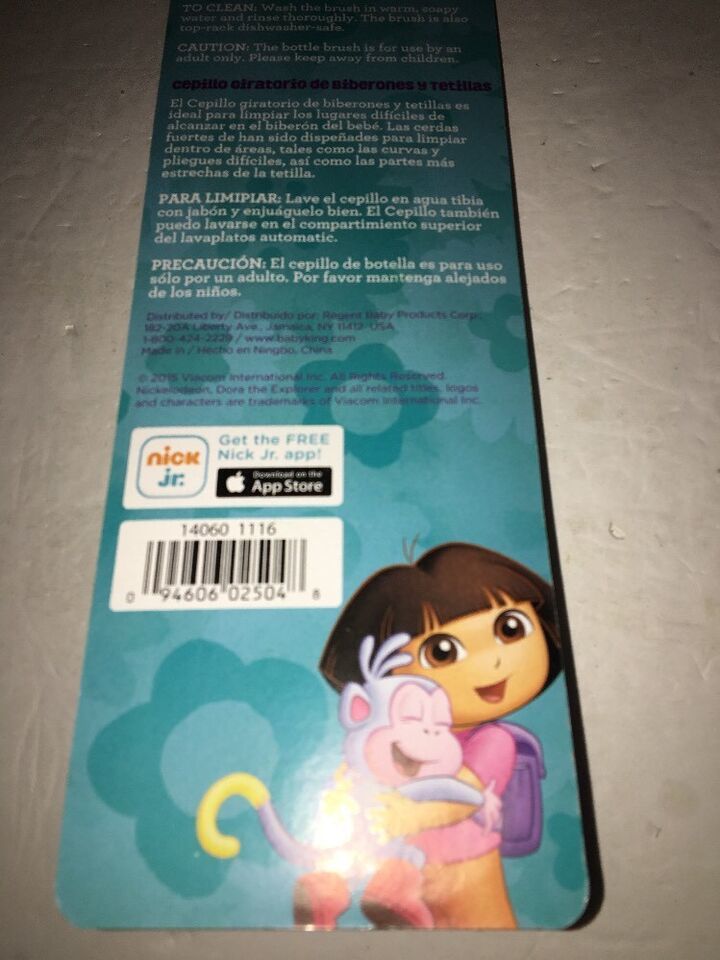 TO CLEAN: Wash the brush in warm, soapy
water and rinse thoroughly. The brush is also
top-rack dishwasher-safe.
CAUTION: The bottle brush is for use by an
adult only. Please keep away from children.
Cepillo Giratorio de Biberones y Tetillas
El Cepillo giratorio de biberones y tetillas es
ideal para limpiar los lugares difíciles de
alcanzar en el biberón del bebé. Las cerdas
fuertes de han sido dispeñades para limpiar
dentro de áreas, tales como las curvas y
pliegues difíciles, así como las partes más
estrechas de la tetilla.
PARA LIMIPIAR: Lave el cepillo en agua tibia
con jabón y enjuáguelo bien. El Cepillo también
puedo lavarse en el compartimiento superior
del lavaplatos automatic.
PRECAUCIÓN: El cepillo de botella es para uso
sólo por un adulto. Por favor mantenga alejados
de los niños.
Distributed by/ Distribuido por: Regent Baby Products Corp.
182-20A Liberty Ave., Jamaica, NY 11412 USA
1-800-424-2229 / www.babyking.com
Made in / Hecho en Ningbo, China
© 2015 Viacom International Inc. All Rights Reserved.
Nickelodeon, Dora the Explorer and all related titles, logos
and characters are trademarks of Viacom International Inc.
nick jr.
Get the FREE
Nick Jr. app!
Download on the
App Store
14060 1116
0 94606 02504 8